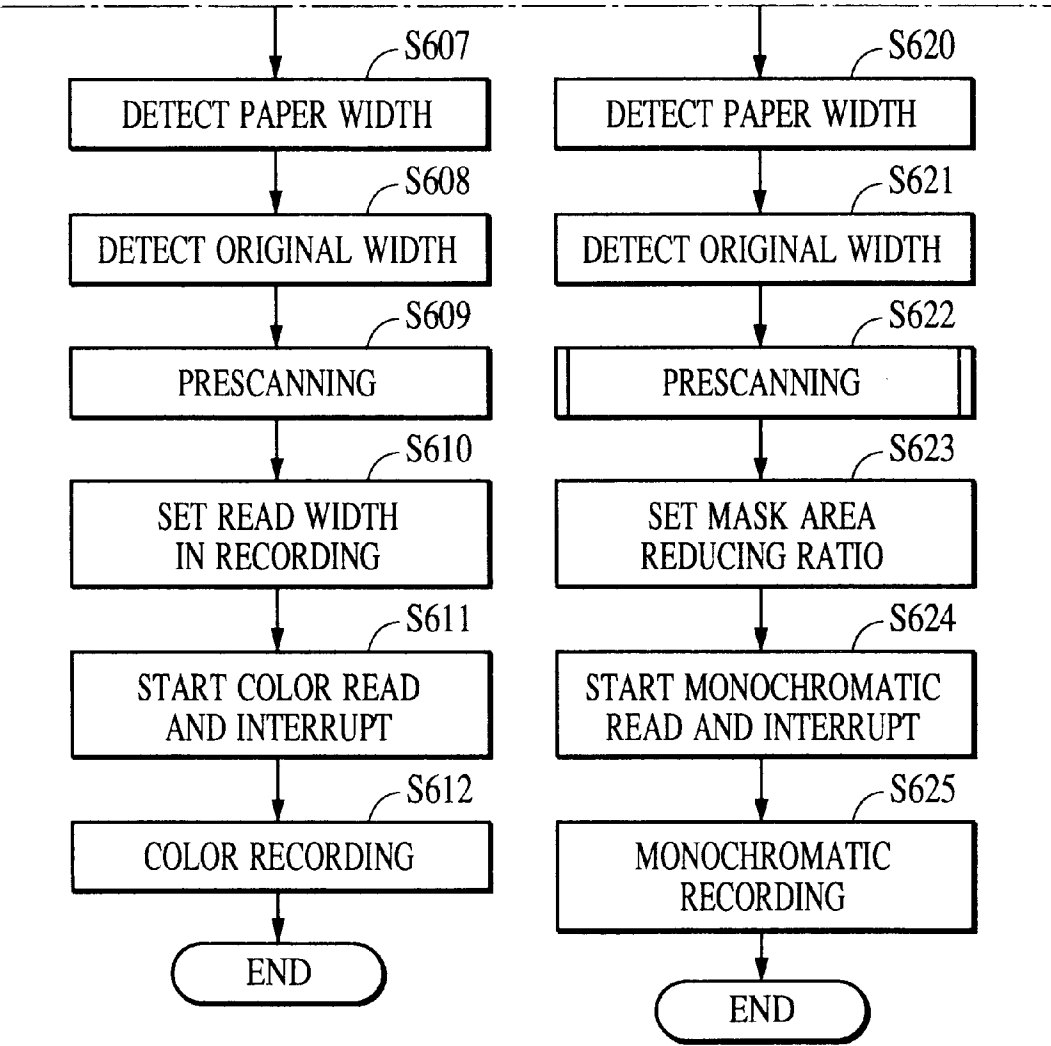 S607
DETECT PAPER WIDTH
S608
DETECT ORIGINAL WIDTH
S609
PRESCANNING
S610
SET READ WIDTH
IN RECORDING
S611
START COLOR READ
AND INTERRUPT
S612
COLOR RECORDING
END
S620
DETECT PAPER WIDTH
S621
DETECT ORIGINAL WIDTH
S622
PRESCANNING
S623
SET MASK AREA
REDUCING RATIO
S624
START MONOCHROMATIC
READ AND INTERRUPT
S625
MONOCHROMATIC
RECORDING
END